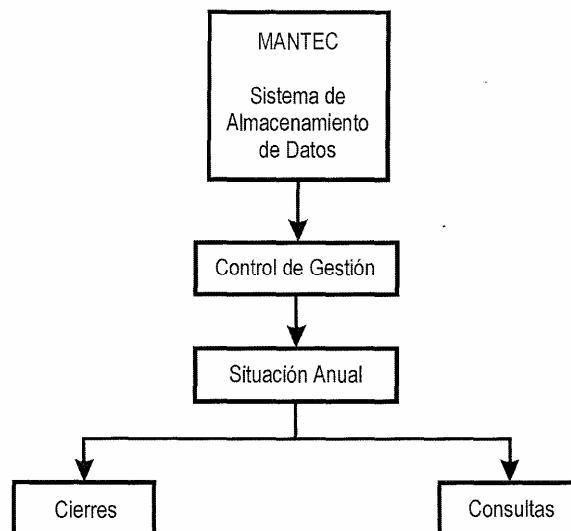 MANTEC
Sistema de
Almacenamiento
de Datos
Control de Gestión
Situación Anual
Cierres
Consultas